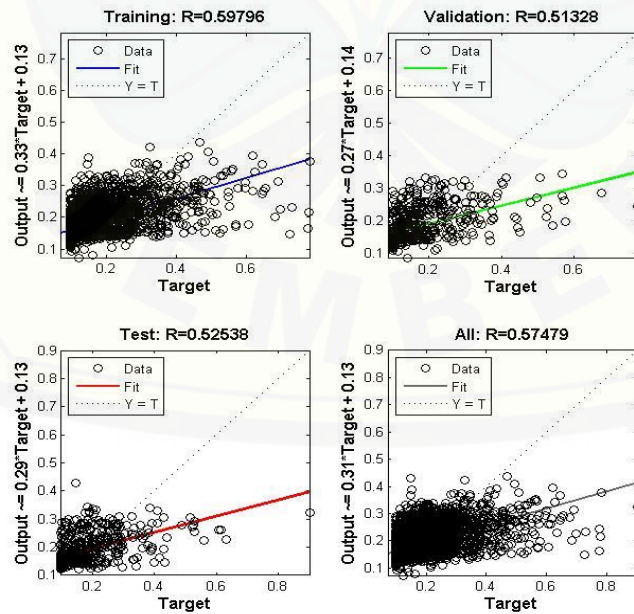 Training: R=0.59796
Output ~= 0.33*Target + 0.13
0.7
0.6
0.5
0.4
0.3
0.2
0.1
Data
Fit
Y = T
0.2 0.4 0.6
Target
Validation: R=0.51328
Output ~= 0.27*Target + 0.14
0.7
0.6
0.5
0.4
0.3
0.2
0.1
Data
Fit
Y = T
0.2 0.4 0.6
Target
Test: R=0.52538
Output ~= 0.29*Target + 0.13
0.9
0.8
0.7
0.6
0.5
0.4
0.3
0.2
0.1
Data
Fit
Y = T
0.2 0.4 0.6 0.8
Target
All: R=0.57479
Output ~= 0.31*Target + 0.13
0.9
0.8
0.7
0.6
0.5
0.4
0.3
0.2
0.1
Data
Fit
Y = T
0.2 0.4 0.6 0.8
Target
EMBE